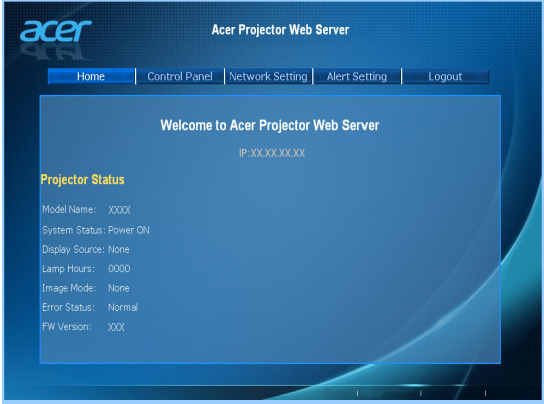 acer
Acer Projector Web Server
Home Control Panel Network Setting Alert Setting Logout
Welcome to Acer Projector Web Server
IP:XX.XX.XX.XX
Projector Status
Model Name: XXXX
System Status: Power ON
Display Source: None
Lamp Hours: 0000
Image Mode: None
Error Status: Normal
FW Version: XXX